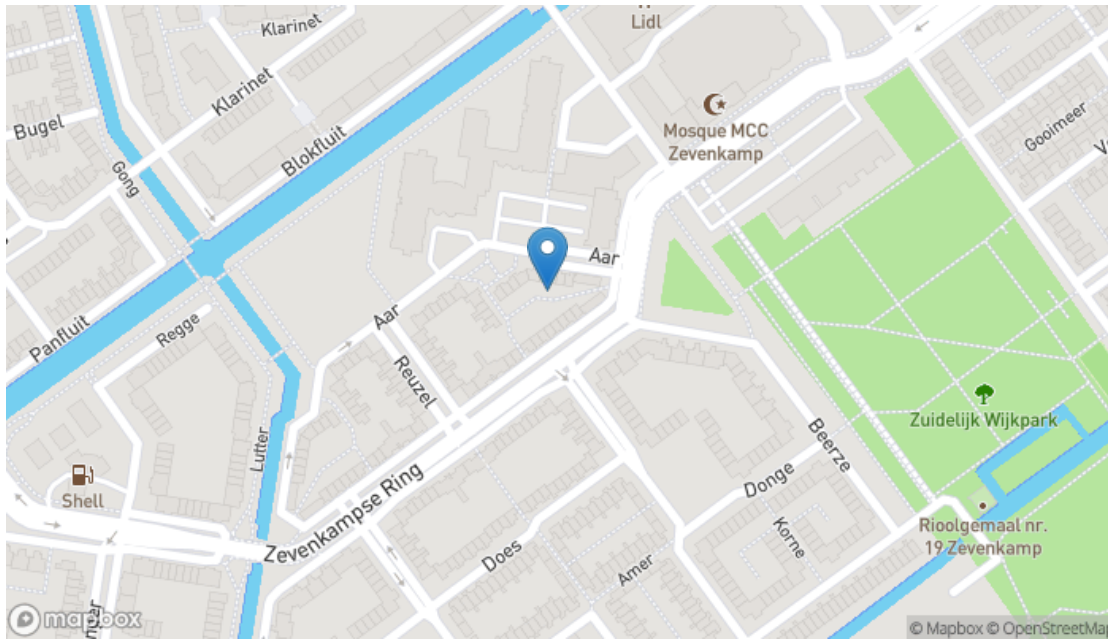 Klarinet
Lidl
Klarinet
Bugel
Blokfluit
Mosque MCC
Zevenkamp
Gooimeer
Gong
Aar
Panfluit
Regge
Aar
Reuzel
Zuidelijk Wijkpark
Lutter
Beerze
Shell
Zevenkampse Ring
Donge
Does
Korne
Rioolgemaal nr.
19 Zevenkamp
Amer
mapbox
© Mapbox © OpenStreetMap